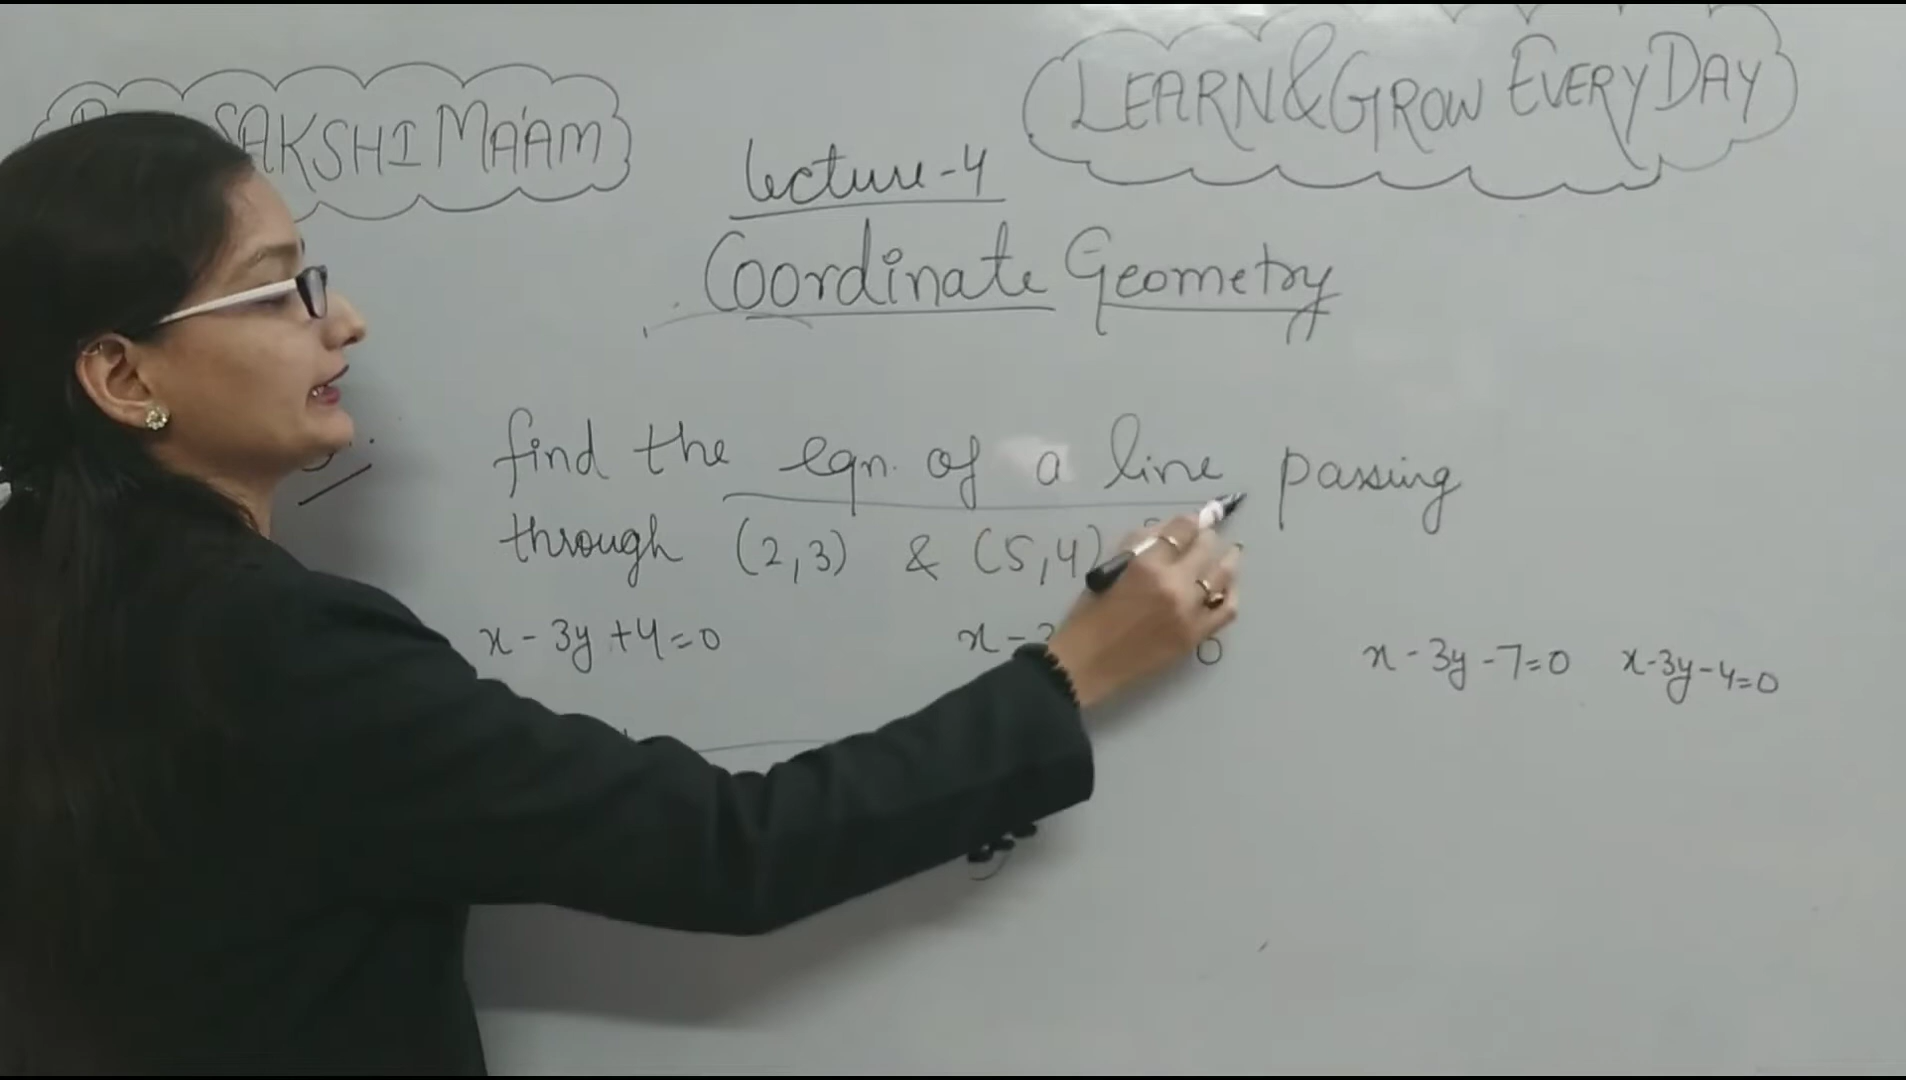 SAKSHI MA'AM
LEARN & GROW EVERY DAY
Lecture-4
Coordinate Geometry
find the eqn. of a line passing
through (2,3) & (5,4)
x - 3y + 4 = 0
x - 0
x - 3y - 7 = 0
x - 3y - 4 = 0